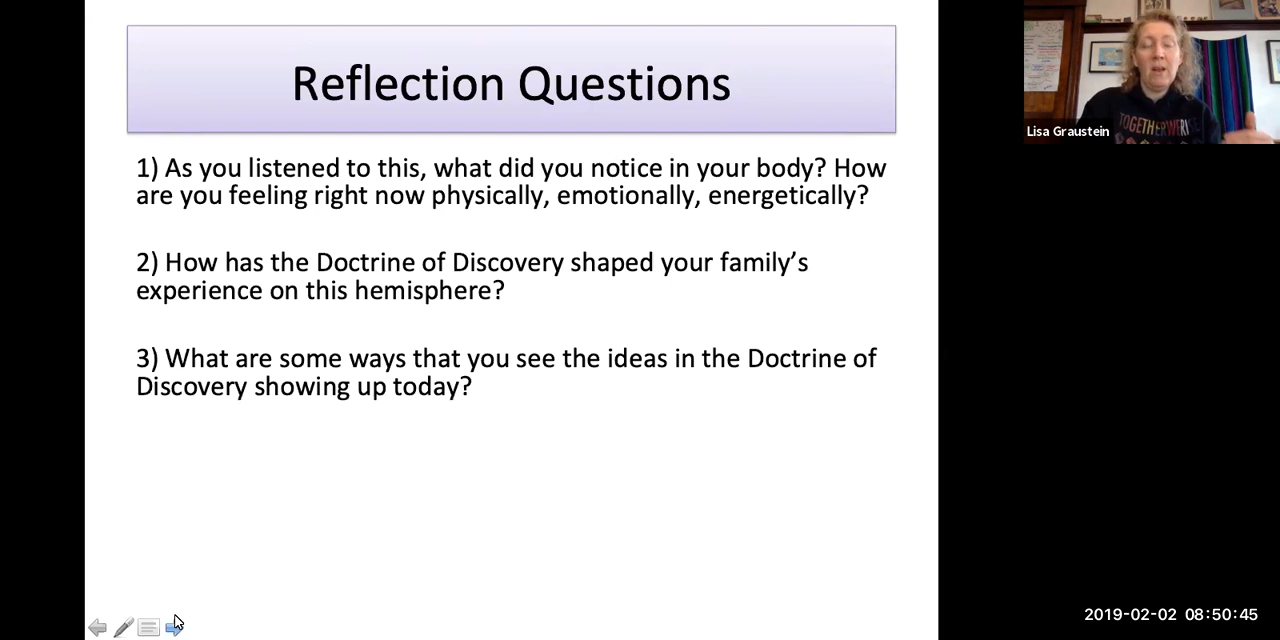 Reflection Questions
1) As you listened to this, what did you notice in your body? How
are you feeling right now physically, emotionally, energetically?
2) How has the Doctrine of Discovery shaped your family’s
experience on this hemisphere?
3) What are some ways that you see the ideas in the Doctrine of
Discovery showing up today?
Lisa Graustein
2019-02-02 08:50:45